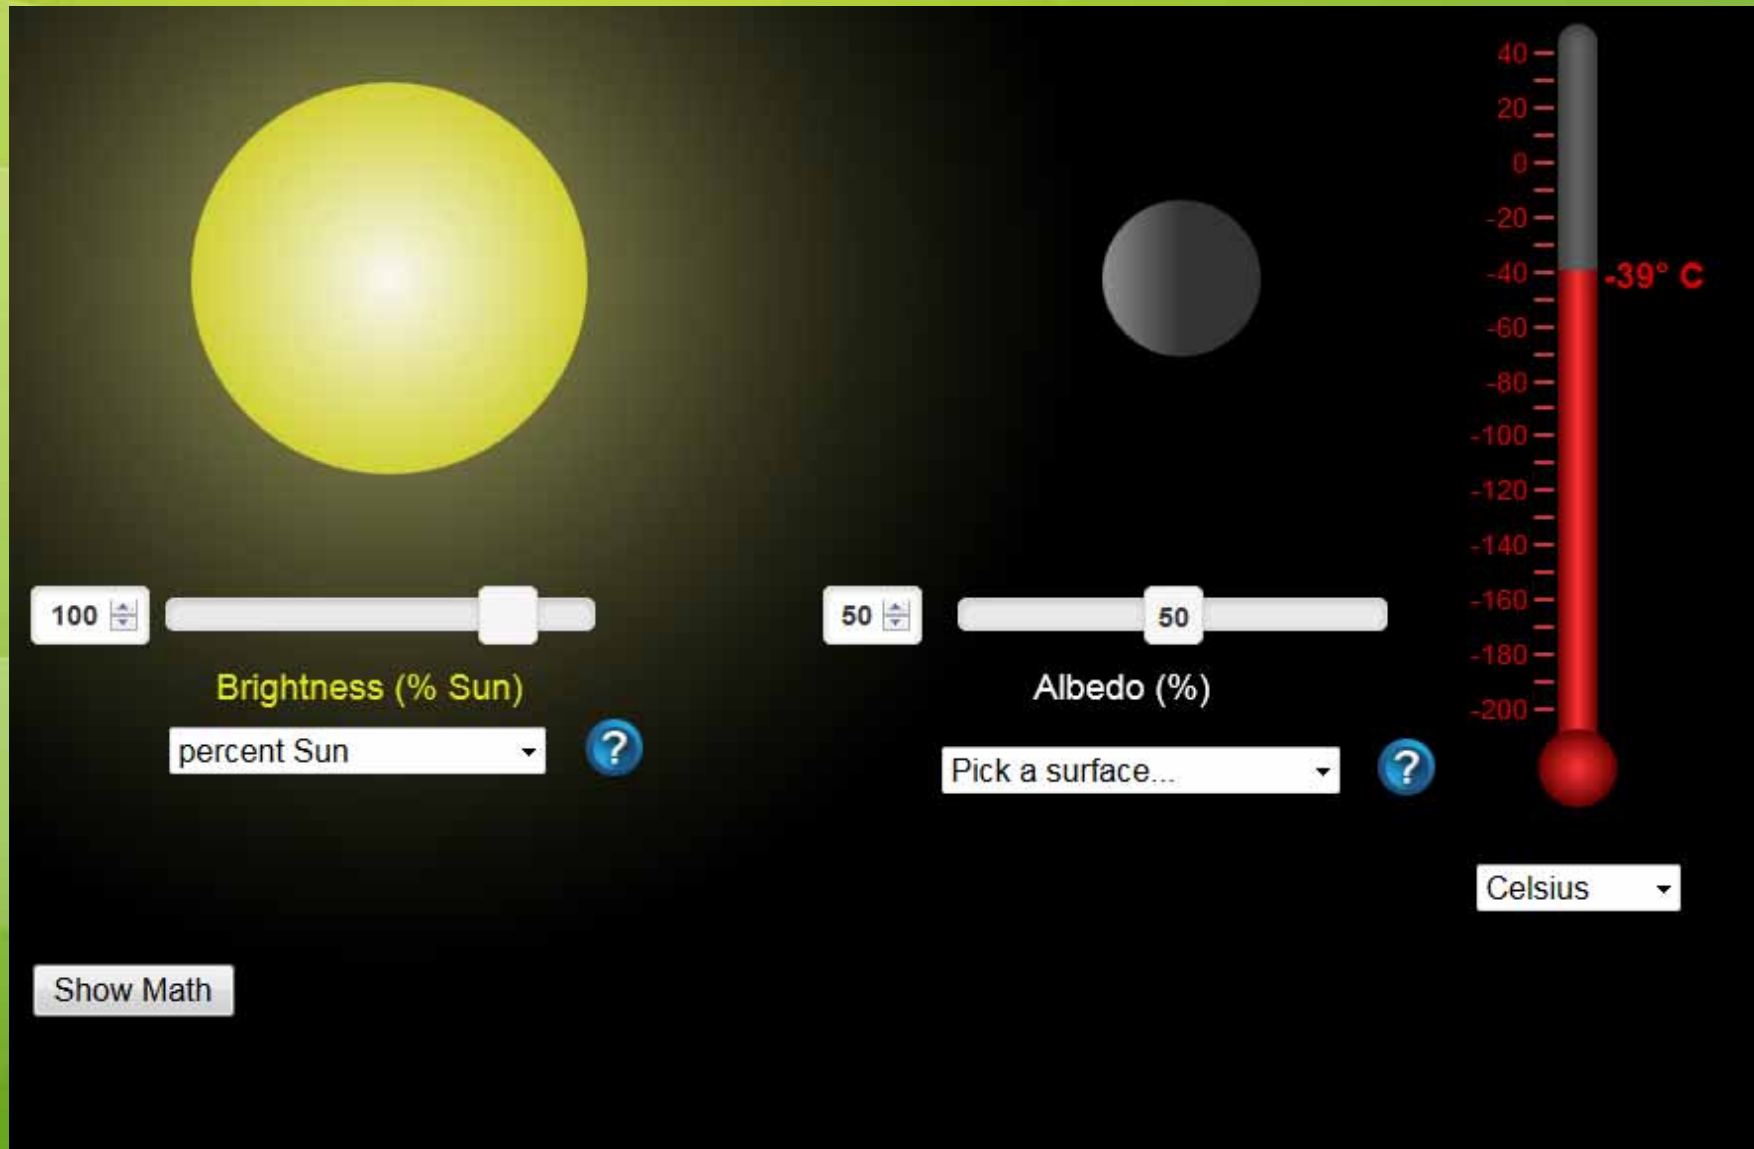 40
20
0
-20
-40
-39° C
-60
-80
-100
-120
-140
-160
-180
-200
100
50
50
Brightness (% Sun)
Albedo (%)
percent Sun
?
Pick a surface...
?
Celsius
Show Math